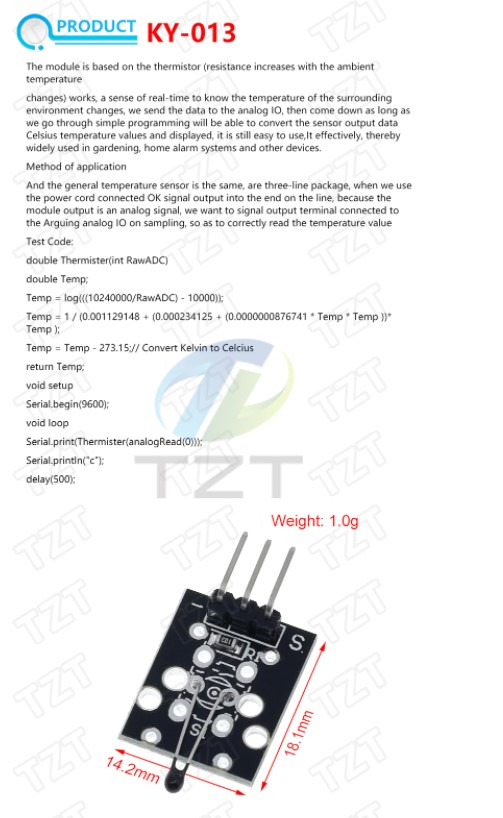 PRODUCT KY-013
The module is based on the thermistor (resistance increases with the ambient
temperature
changes) works, a sense of real-time to know the temperature of the surrounding
environment changes, we send the data to the analog IO, then come down as long as
we go through simple programming will be able to convert the sensor output data
Celsius temperature values and displayed, it is still easy to use,It effectively, thereby
widely used in gardening, home alarm systems and other devices.
Method of application
And the general temperature sensor is the same, are three-line package, when we use
the power cord connected OK signal output into the end on the line, because the
module output is an analog signal, we want to signal output terminal connected to
the Arguing analog IO on sampling, so as to correctly read the temperature value
Test Code:
double Thermister(int RawADC)
double Temp;
Temp = log(((10240000/RawADC) - 10000));
Temp = 1 / (0.001129148 + (0.000234125 + (0.0000000876741 * Temp * Temp ))*
Temp );
Temp = Temp - 273.15;// Convert Kelvin to Celcius
return Temp;
void setup
Serial.begin(9600);
void loop
Serial.print(Thermister(analogRead(0)));
Serial.println("c");
delay(500);
TZT
Weight: 1.0g
S
R1
103
S1
14.2mm
18.1mm